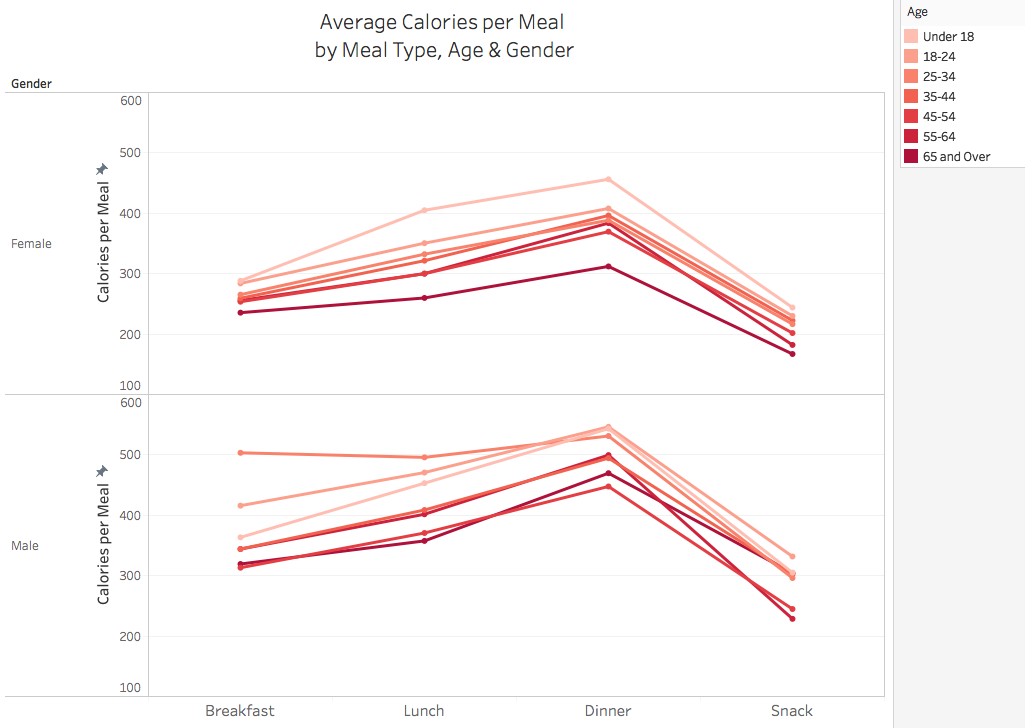 Average Calories per Meal
by Meal Type, Age & Gender
Gender
Female
Calories per Meal
600
500
400
300
200
100
Male
Calories per Meal
600
500
400
300
200
100
Breakfast Lunch Dinner Snack
Age
Under 18
18-24
25-34
35-44
45-54
55-64
65 and Over